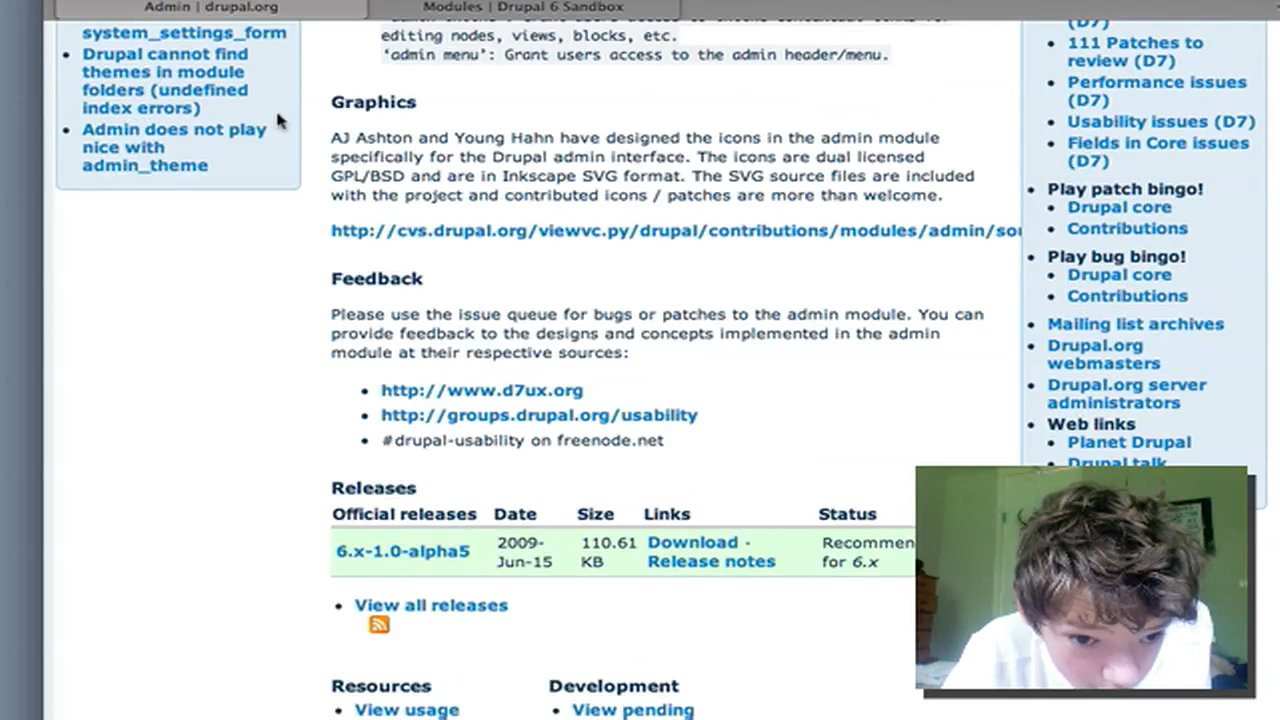 Admin | drupal.org
Modules | Drupal 6 Sandbox
system_settings_form
Drupal cannot find
themes in module
folders (undefined
index errors)
Admin does not play
nice with
admin_theme
editing nodes, views, blocks, etc.
'admin menu': Grant users access to the admin header/menu.
Graphics
AJ Ashton and Young Hahn have designed the icons in the admin module
specifically for the Drupal admin interface. The icons are dual licensed
GPL/BSD and are in Inkscape SVG format. The SVG source files are included
with the project and contributed icons / patches are more than welcome.
http://cvs.drupal.org/viewvc.py/drupal/contributions/modules/admin/sou
Feedback
Please use the issue queue for bugs or patches to the admin module. You can
provide feedback to the designs and concepts implemented in the admin
module at their respective sources:
http://www.d7ux.org
http://groups.drupal.org/usability
#drupal-usability on freenode.net
Releases
Official releases Date Size Links Status
6.x-1.0-alpha5 2009- 110.61 Download · Recommen
Jun-15 KB Release notes for 6.x
View all releases
Resources
View usage
Development
View pending
(D7)
111 Patches to
review (D7)
Performance issues
(D7)
Usability issues (D7)
Fields in Core issues
(D7)
Play patch bingo!
Drupal core
Contributions
Play bug bingo!
Drupal core
Contributions
Mailing list archives
Drupal.org
webmasters
Drupal.org server
administrators
Web links
Planet Drupal
Drupal talk